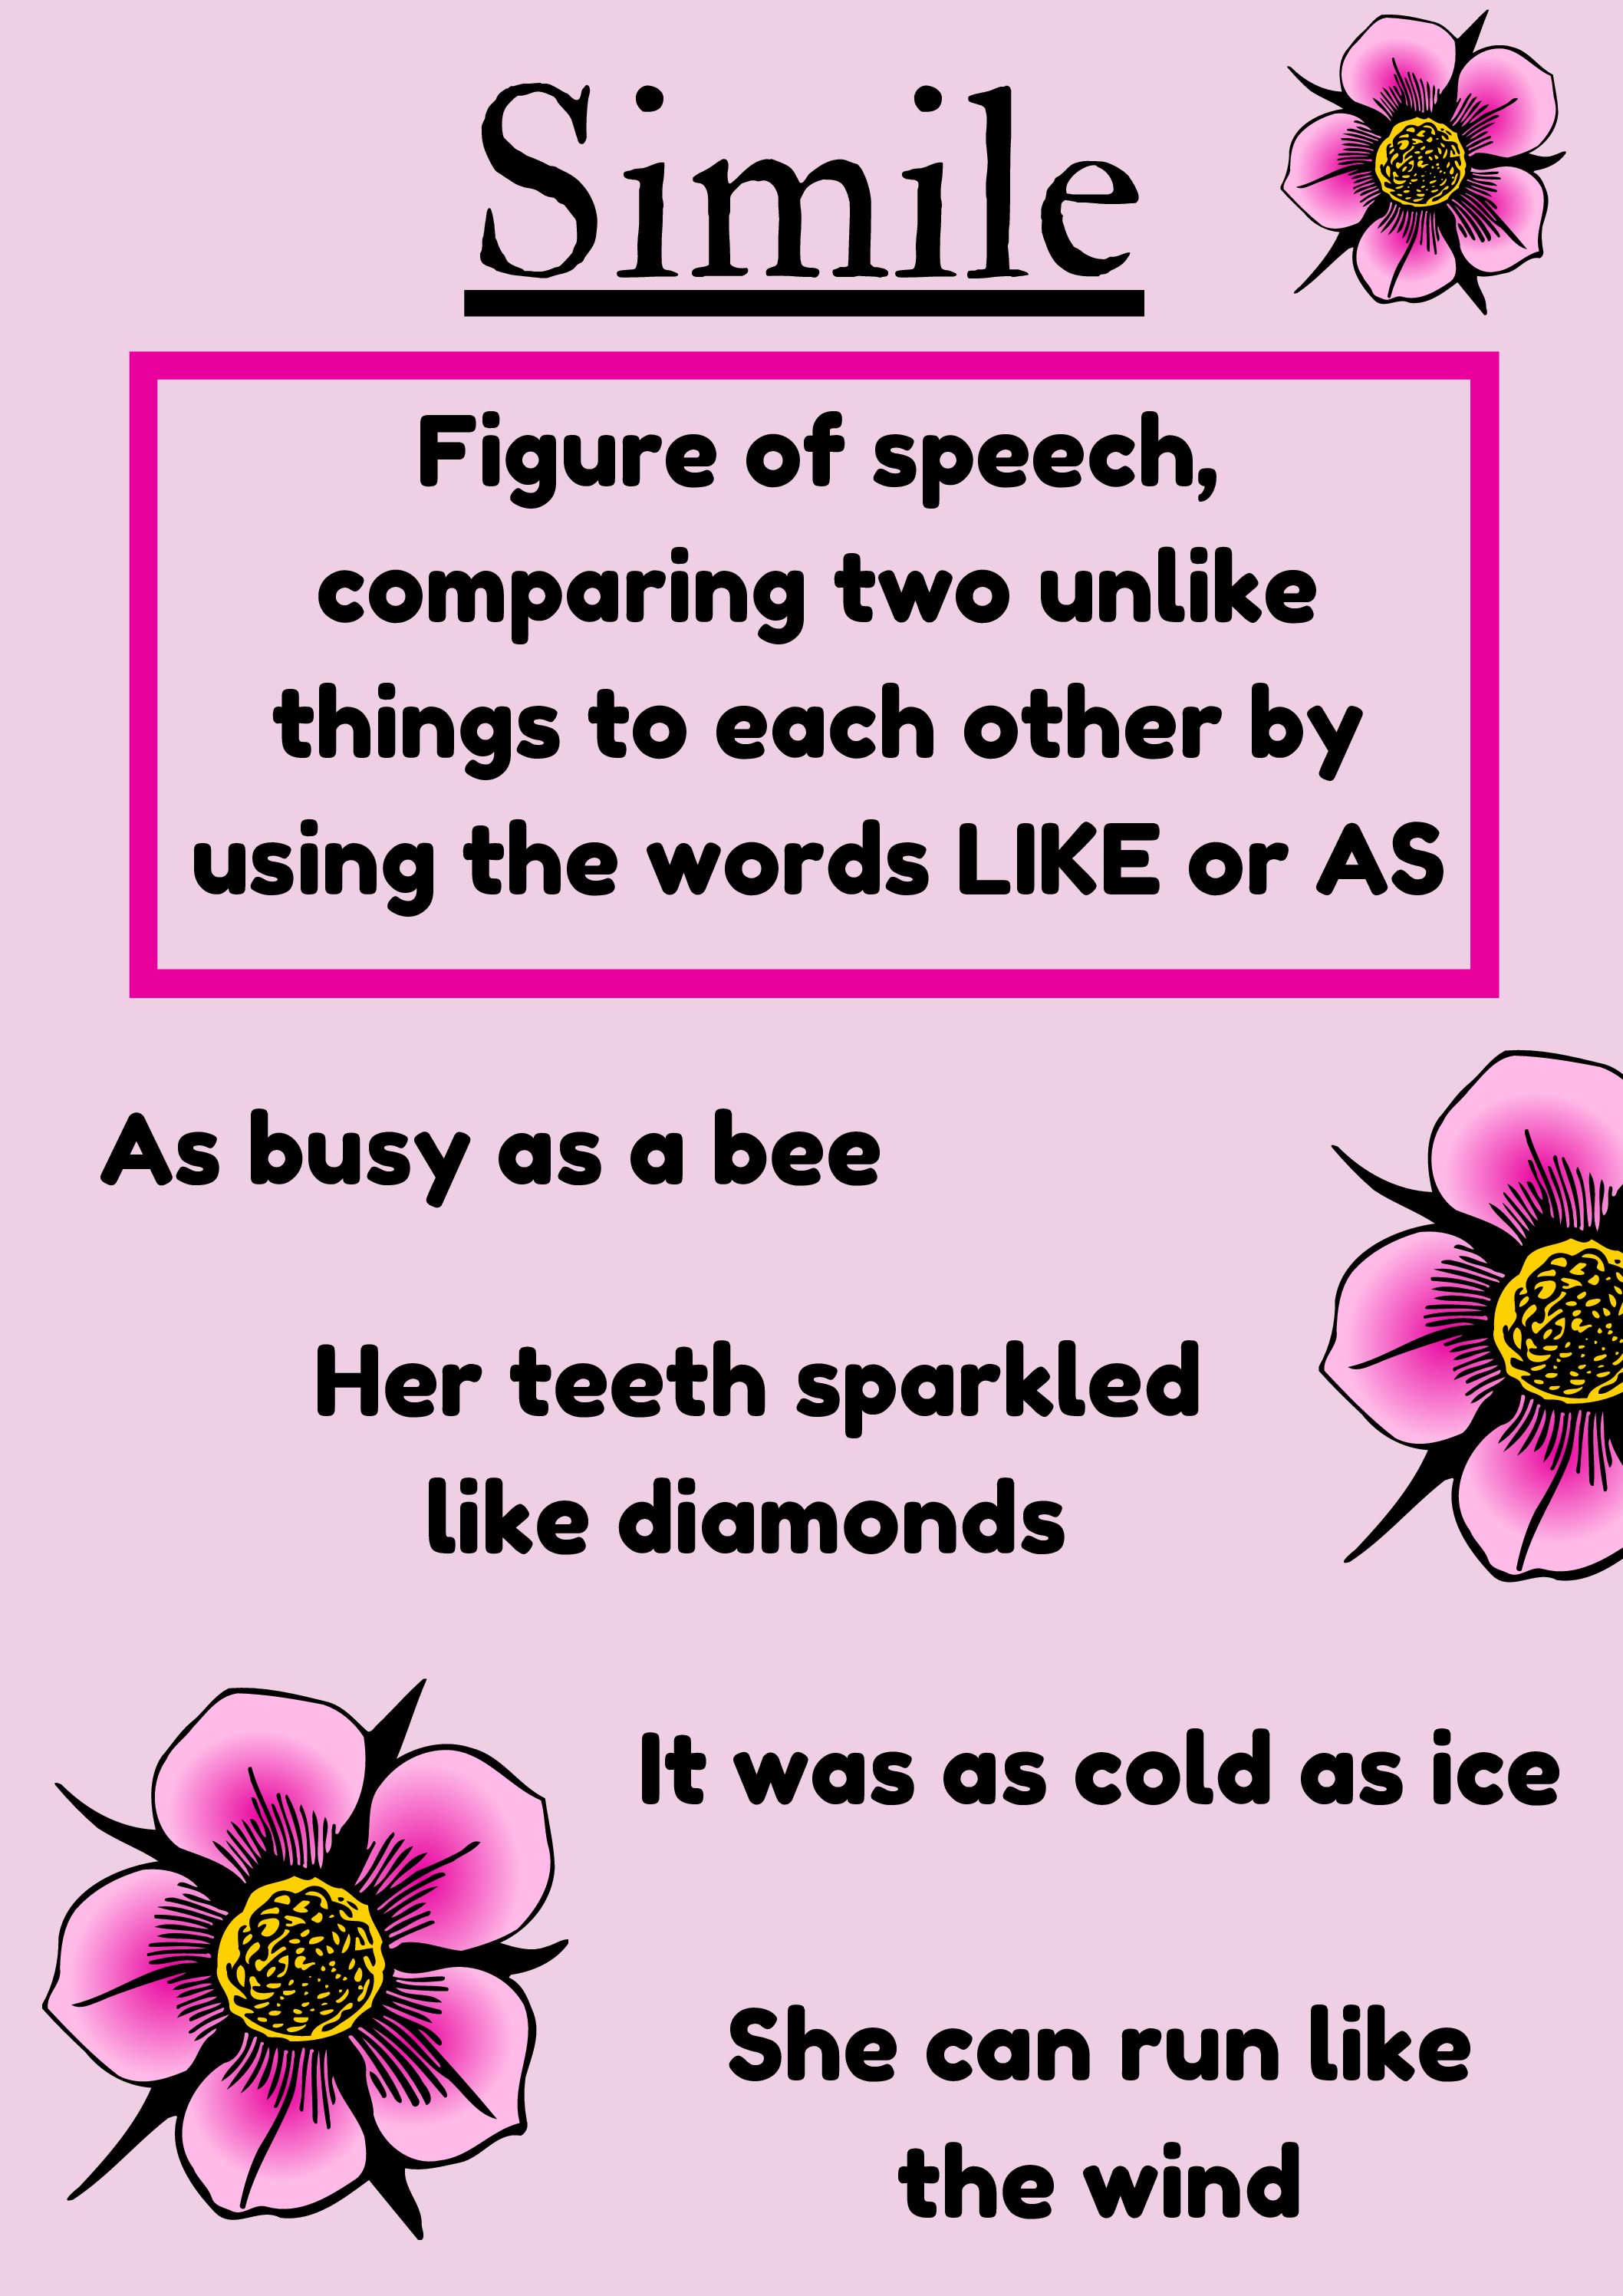 Simile
Figure of speech,
comparing two unlike
things to each other by
using the words LIKE or AS
As busy as a bee
Her teeth sparkled
like diamonds
It was as cold as ice
She can run like
the wind